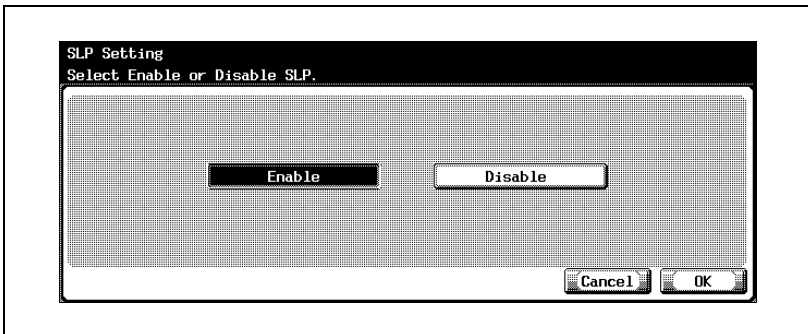 SLP Setting
Select Enable or Disable SLP.
Enable Disable
Cancel OK